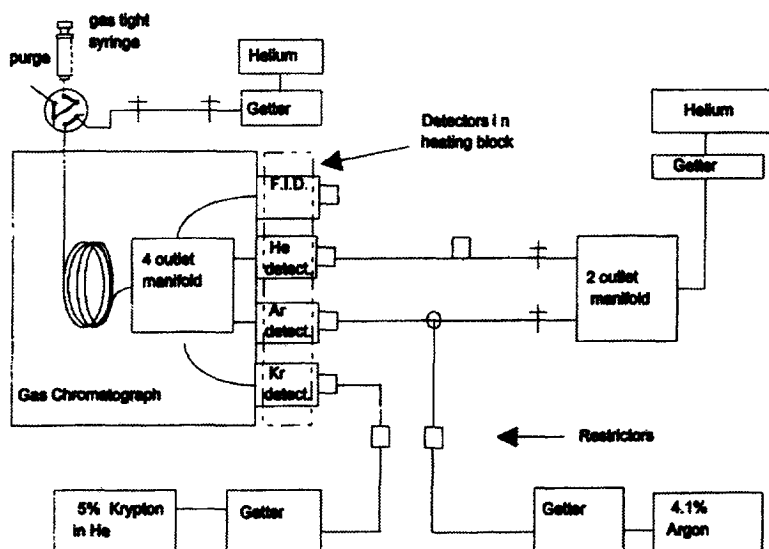 gas tight
syringe
purge
Helium
Getter
Detectors i n
heating block
Helium
Getter
F.I.D.
He
detect.
4 outlet
manifold
2 outlet
manifold
Ar
detect.
Kr
detect.
Gas Chromatograph
Restrictors
5% Krypton
in He
Getter
Getter
4.1%
Argon